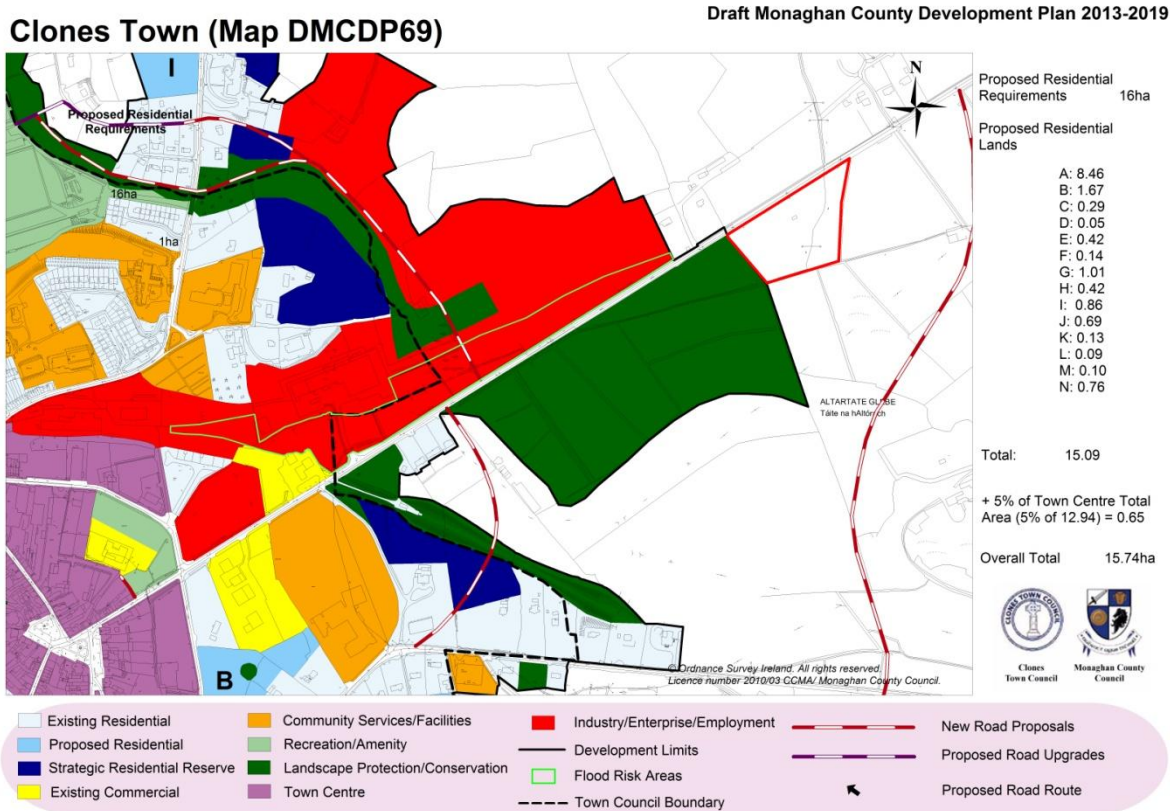 Clones Town (Map DMCDP69)
Draft Monaghan County Development Plan 2013-2019
I
Proposed Residential
Requirements
16ha
1ha
B
N
ALTARTATE GLEBE
Táite na hAltórach
© Ordnance Survey Ireland. All rights reserved.
Licence number 2010/03 CCMA/ Monaghan County Council.
Proposed Residential
Requirements 16ha
Proposed Residential
Lands
A: 8.46
B: 1.67
C: 0.29
D: 0.05
E: 0.42
F: 0.14
G: 1.01
H: 0.42
I: 0.86
J: 0.69
K: 0.13
L: 0.09
M: 0.10
N: 0.76
Total: 15.09
+ 5% of Town Centre Total
Area (5% of 12.94) = 0.65
Overall Total 15.74ha
CLONES TOWN COUNCIL
Clones
Town Council
Monaghan County
Council
Existing Residential
Proposed Residential
Strategic Residential Reserve
Existing Commercial
Community Services/Facilities
Recreation/Amenity
Landscape Protection/Conservation
Town Centre
Industry/Enterprise/Employment
Development Limits
Flood Risk Areas
Town Council Boundary
New Road Proposals
Proposed Road Upgrades
Proposed Road Route